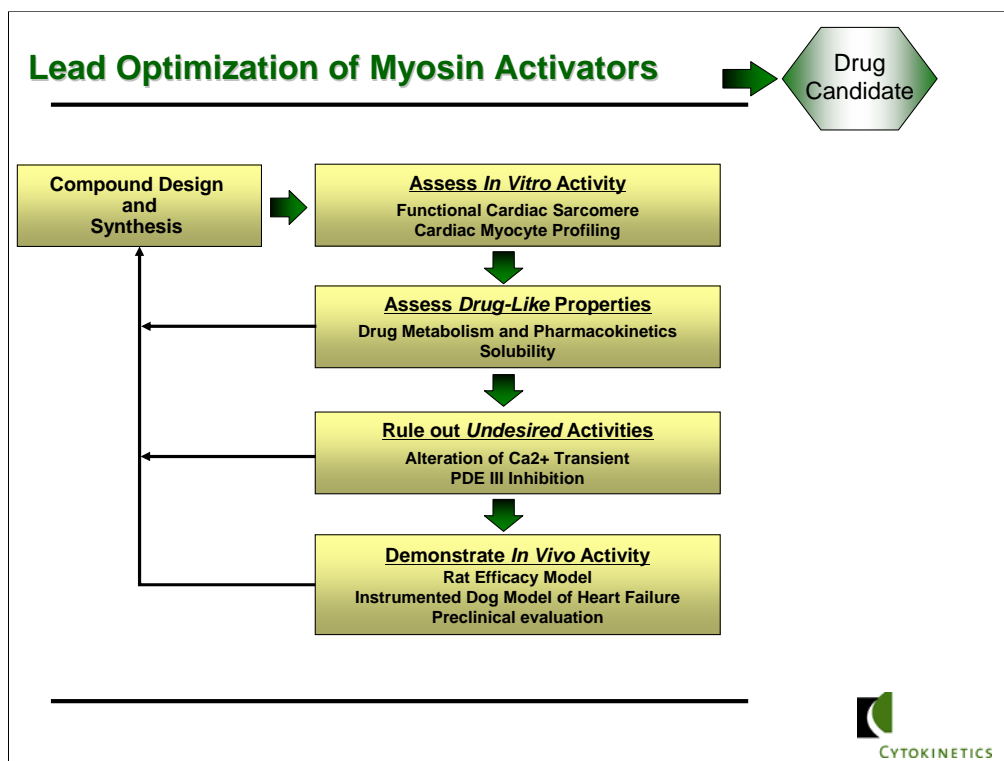 Lead Optimization of Myosin Activators
Drug
Candidate
Compound Design
and
Synthesis
Assess In Vitro Activity
Functional Cardiac Sarcomere
Cardiac Myocyte Profiling
Assess Drug-Like Properties
Drug Metabolism and Pharmacokinetics
Solubility
Rule out Undesired Activities
Alteration of Ca2+ Transient
PDE III Inhibition
Demonstrate In Vivo Activity
Rat Efficacy Model
Instrumented Dog Model of Heart Failure
Preclinical evaluation
CYTOKINETICS